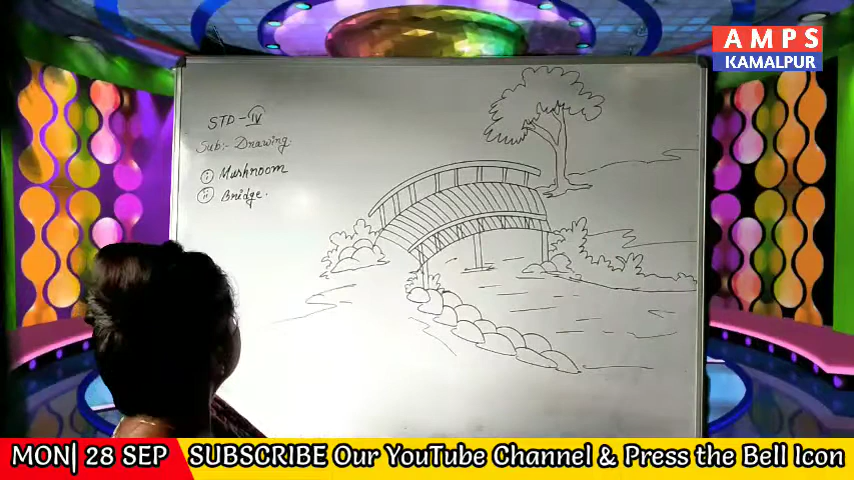 AMPS
KAMALPUR
STD - IV
Sub:- Drawing
i Mushroom
ii Bridge.
MON| 28 SEP SUBSCRIBE Our YouTube Channel & Press the Bell Icon